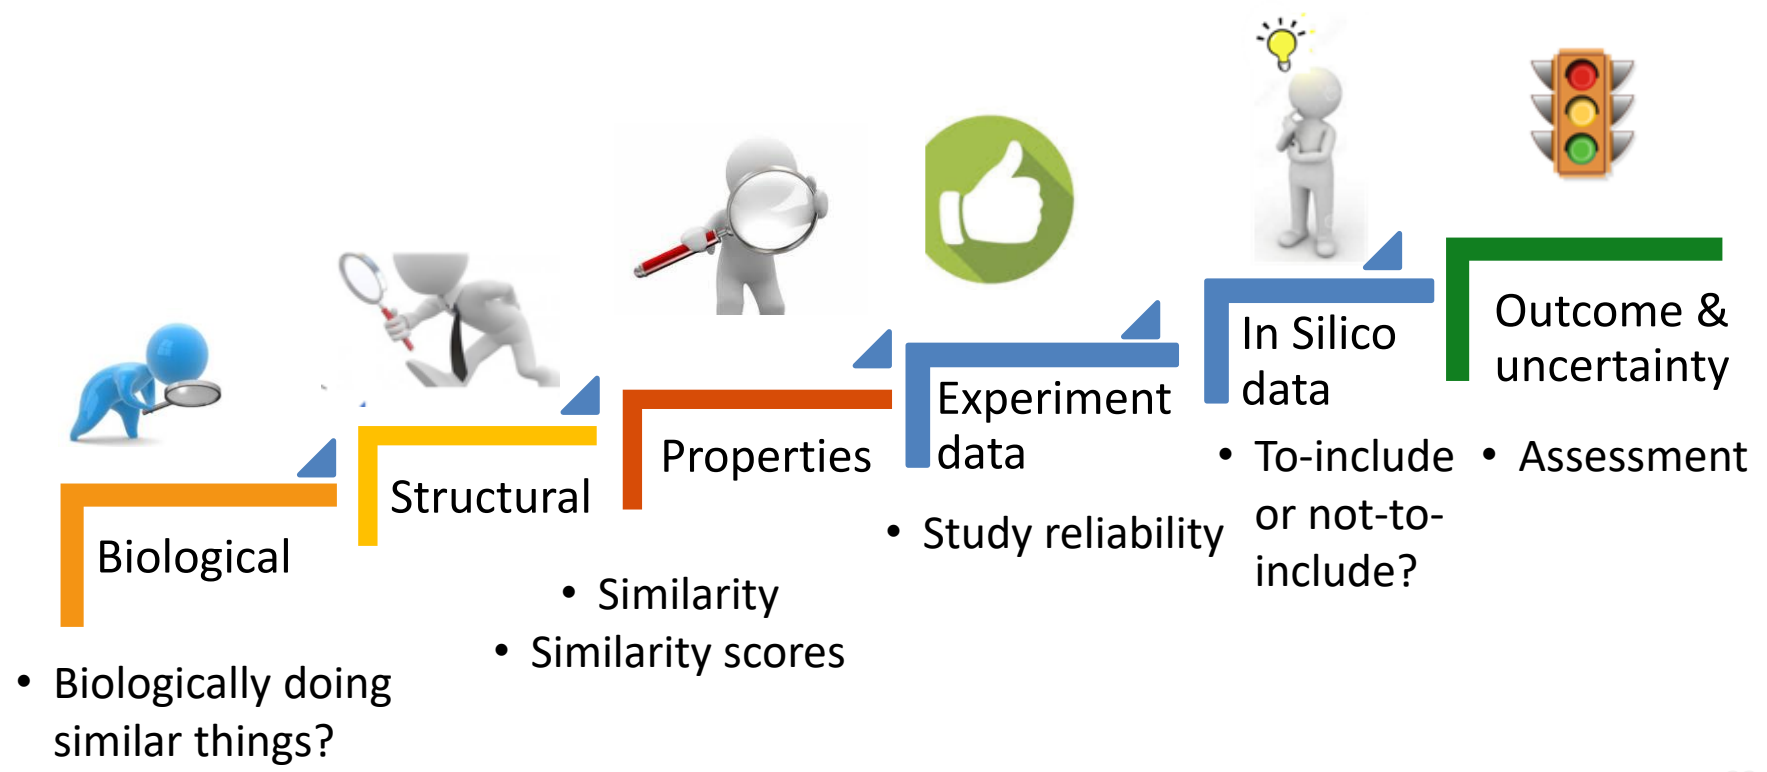 Biological
• Biologically doing
similar things?
Structural
Properties
• Similarity
• Similarity scores
Experiment
data
• Study reliability
In Silico
data
• To-include
or not-to-
include?
Outcome &
uncertainty
• Assessment